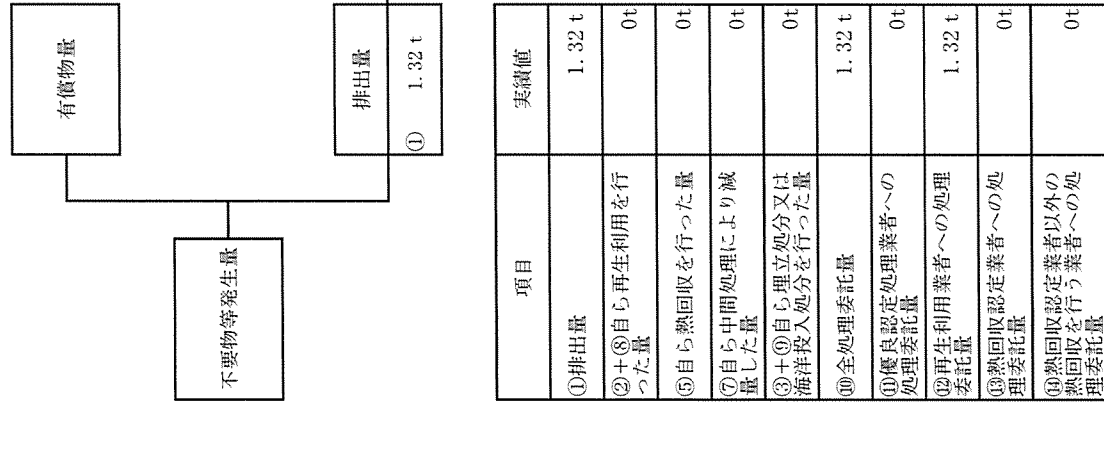 有償物量
不要物等発生量
排出量
① 1.32 t
項目 実績値
①排出量 1.32 t
②+⑧自ら再生利用を行
った量 0t
⑤自ら熱回収を行った量 0t
⑦自ら中間処理により減
量した量 0t
③+⑨自ら埋立処分又は
海洋投入処分を行った量 0t
⑩全処理委託量 1.32 t
⑪優良認定処理業者への
処理委託量 0t
⑫再生利用業者への処理
委託量 1.32 t
⑬熱回収認定業者への処
理委託量 0t
⑭熱回収認定業者以外の
熱回収を行う業者への処
理委託量 0t